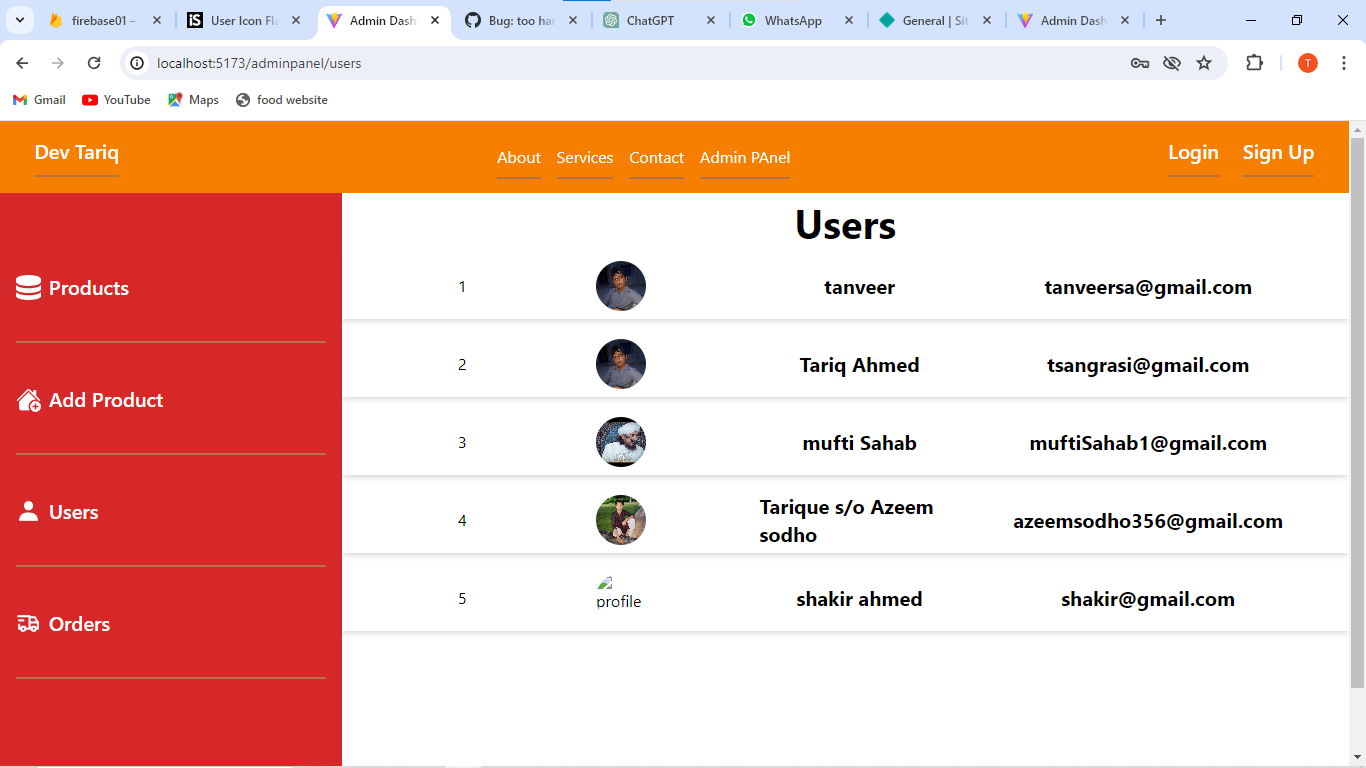 firebase01 –
User Icon Fla
Admin Dash
Bug: too har
ChatGPT
WhatsApp
General | Sit
Admin Dash
localhost:5173/adminpanel/users
T
Gmail
YouTube
Maps
food website
Dev Tariq
About
Services
Contact
Admin PAnel
Login
Sign Up
Products
Add Product
Users
Orders
Users
1
tanveer
tanveersa@gmail.com
2
Tariq Ahmed
tsangrasi@gmail.com
3
mufti Sahab
muftiSahab1@gmail.com
4
Tarique s/o Azeem
sodho
azeemsodho356@gmail.com
5
profile
shakir ahmed
shakir@gmail.com